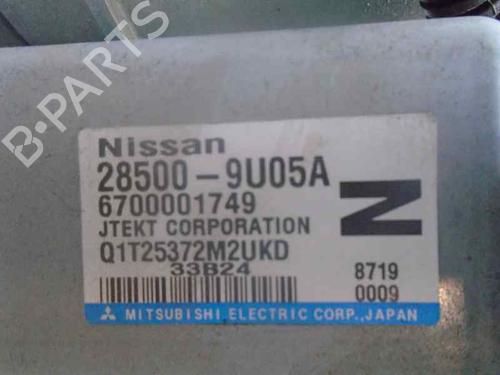 B-PARTS
Nissan
28500-9U05A
6700001749
JTEKT CORPORATION
Q1T25372M2UKD
33B24
N
8719
0009
MITSUBISHI ELECTRIC CORP., JAPAN